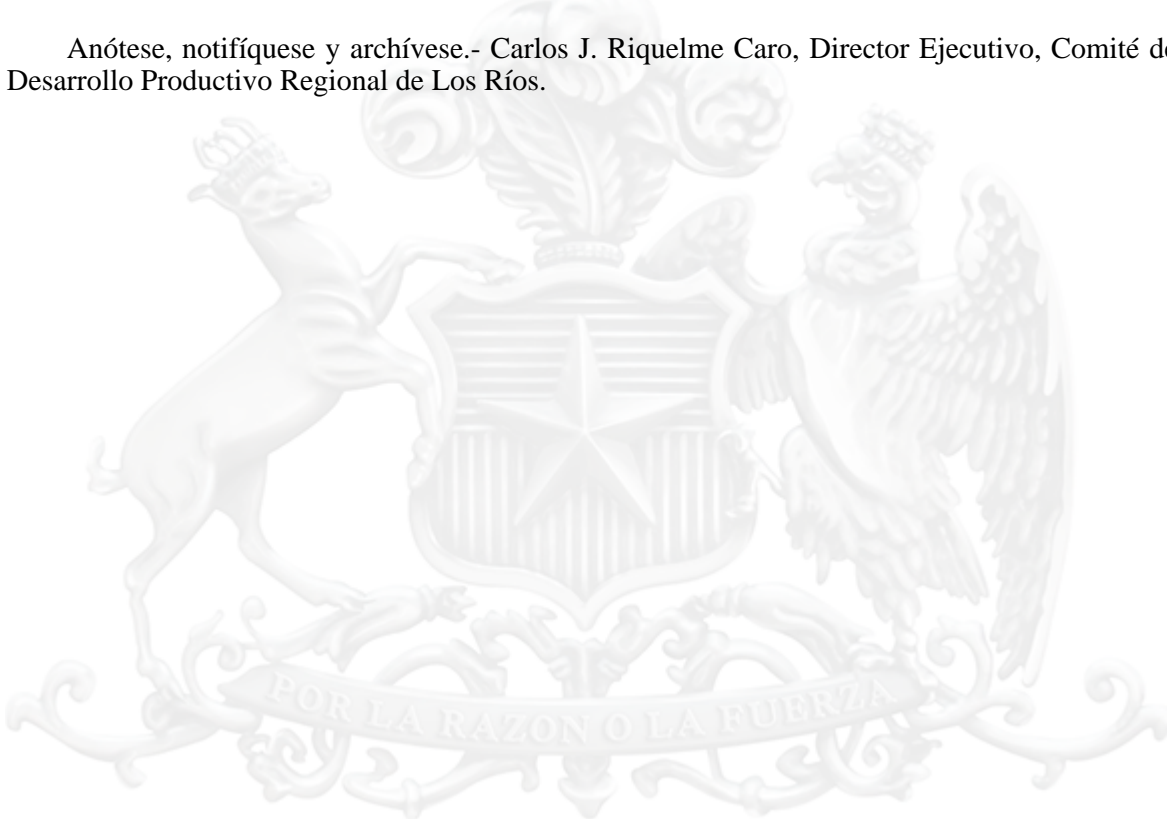 Anótese, notifíquese y archívese.- Carlos J. Riquelme Caro, Director Ejecutivo, Comité de
Desarrollo Productivo Regional de Los Ríos.
POR LA RAZON O LA FUERZA